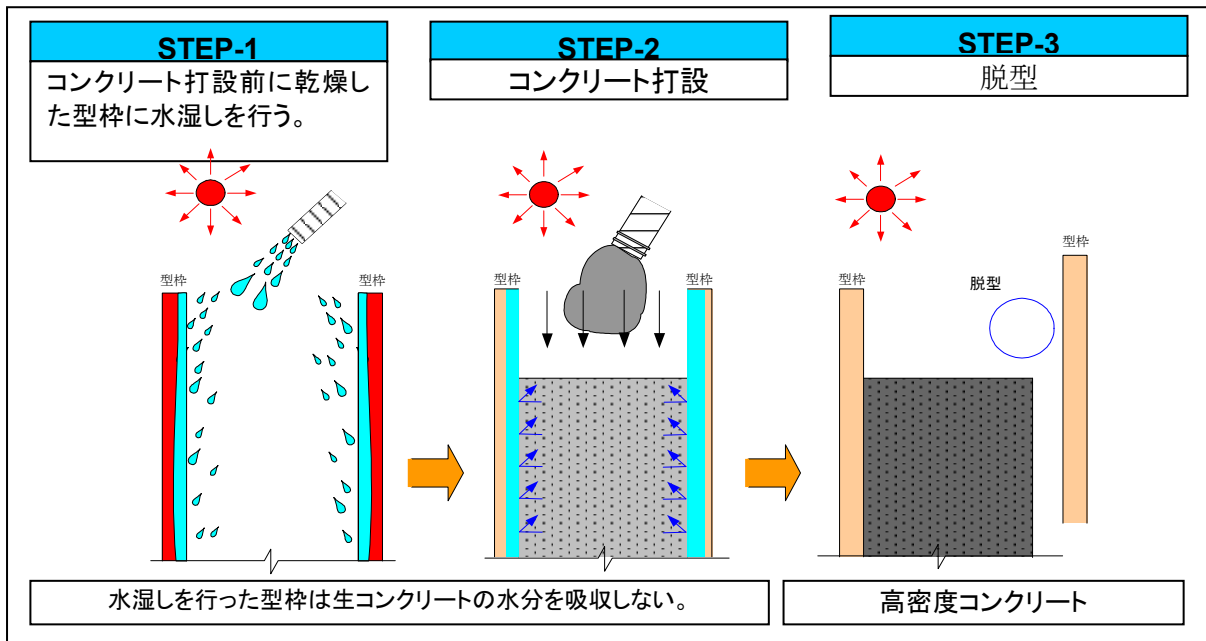 STEP-1
コンクリート打設前に乾燥し
た型枠に水湿しを行う。
型枠
型枠
STEP-2
コンクリート打設
型枠
型枠
STEP-3
脱型
型枠
型枠
脱型
水湿しを行った型枠は生コンクリートの水分を吸収しない。
高密度コンクリート